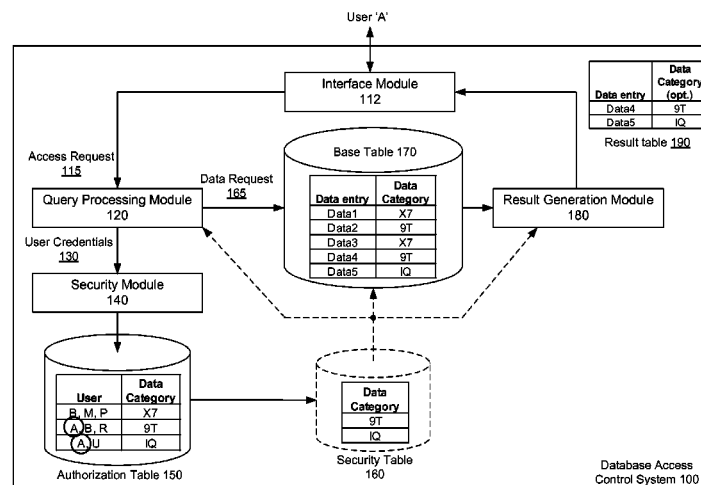 User 'A'
Interface Module
112
Data entry Data Category (opt.)
Data4 9T
Data5 IQ
Result table 190
Access Request
115
Data Request
165
Query Processing Module
120
Base Table 170
Data entry Data Category
Data1 X7
Data2 9T
Data3 X7
Data4 9T
Data5 IQ
Result Generation Module
180
User Credentials
130
Security Module
140
User Data Category
B, M, P X7
A, B, R 9T
A, U IQ
Authorization Table 150
Data Category
9T
IQ
Security Table
160
Database Access
Control System 100